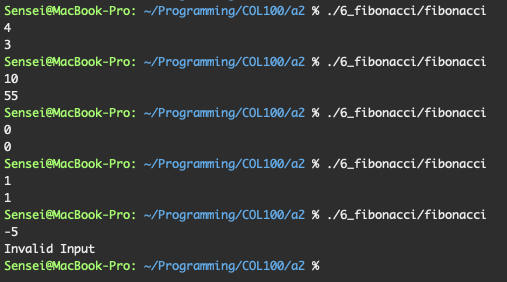 Sensei@MacBook-Pro: ~/Programming/COL100/a2 % ./6_fibonacci/fibonacci
4
3
Sensei@MacBook-Pro: ~/Programming/COL100/a2 % ./6_fibonacci/fibonacci
10
55
Sensei@MacBook-Pro: ~/Programming/COL100/a2 % ./6_fibonacci/fibonacci
0
0
Sensei@MacBook-Pro: ~/Programming/COL100/a2 % ./6_fibonacci/fibonacci
1
1
Sensei@MacBook-Pro: ~/Programming/COL100/a2 % ./6_fibonacci/fibonacci
-5
Invalid Input
Sensei@MacBook-Pro: ~/Programming/COL100/a2 %